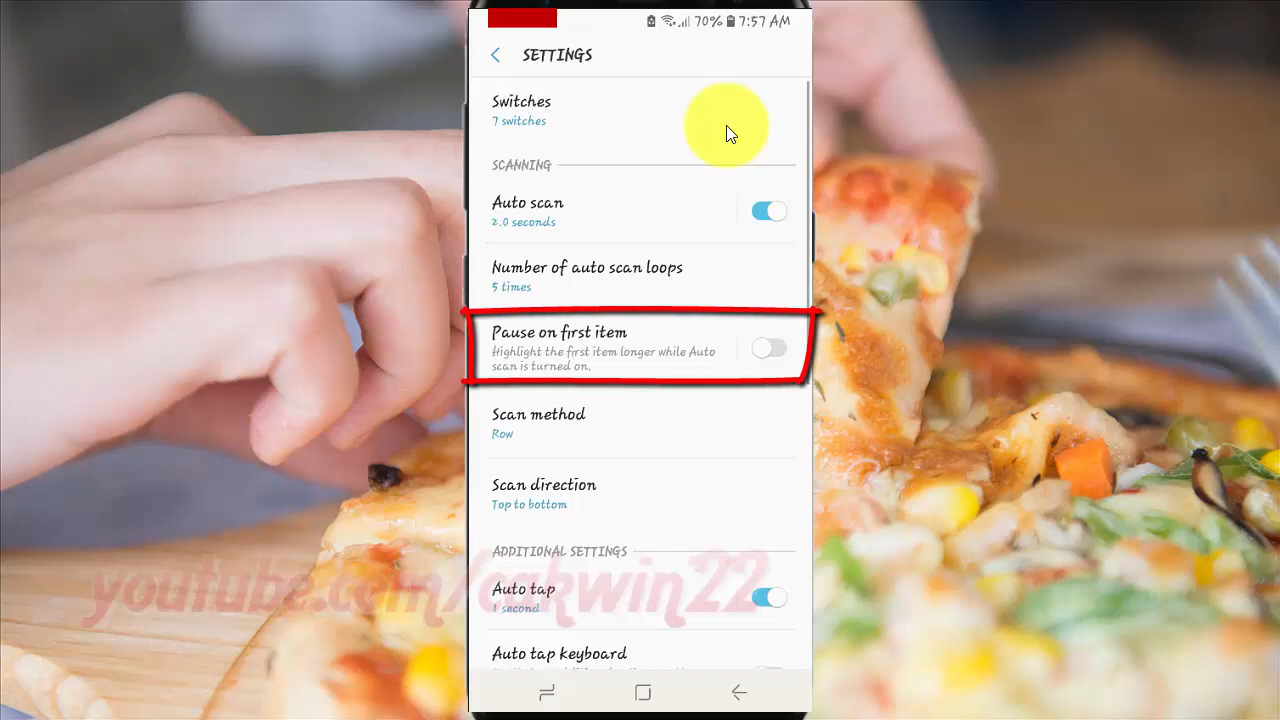 70% 7:57 AM
SETTINGS
Switches
7 switches
SCANNING
Auto scan
2.0 seconds
Number of auto scan loops
5 times
Pause on first item
Highlight the first item longer while Auto
scan is turned on.
Scan method
Row
Scan direction
Top to bottom
ADDITIONAL SETTINGS
Auto tap
1 second
Auto tap keyboard